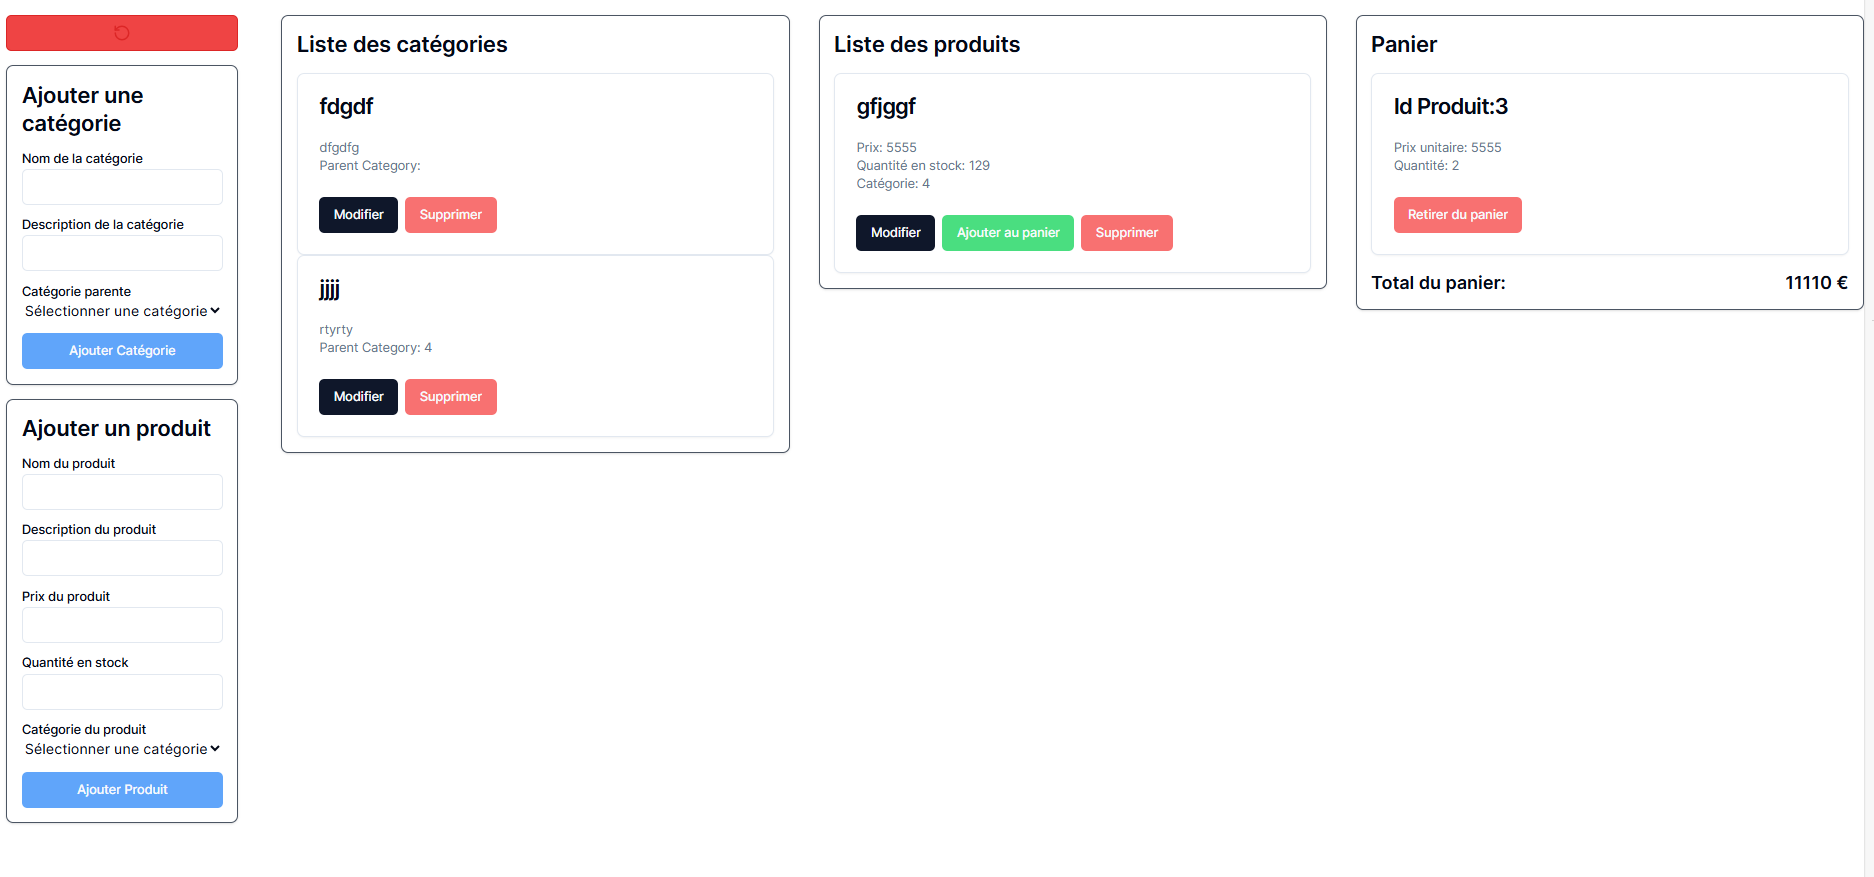 Ajouter une
catégorie
Nom de la catégorie
Description de la catégorie
Catégorie parente
Sélectionner une catégorie
Ajouter Catégorie
Ajouter un produit
Nom du produit
Description du produit
Prix du produit
Quantité en stock
Catégorie du produit
Sélectionner une catégorie
Ajouter Produit
Liste des catégories
fdgdf
dfgdfg
Parent Category:
Modifier Supprimer
jjjj
rtyrty
Parent Category: 4
Modifier Supprimer
Liste des produits
gfjggf
Prix: 5555
Quantité en stock: 129
Catégorie: 4
Modifier Ajouter au panier Supprimer
Panier
Id Produit:3
Prix unitaire: 5555
Quantité: 2
Retirer du panier
Total du panier: 11110 €